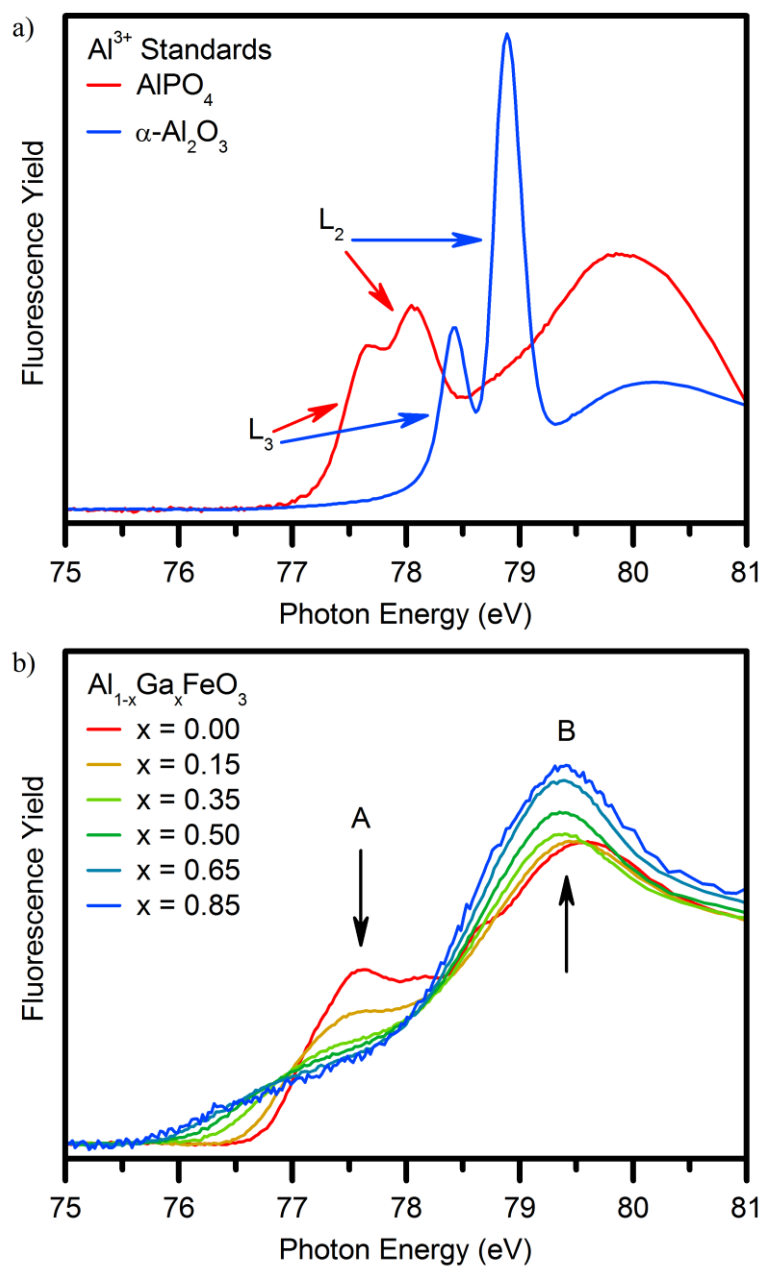 a)
Al³⁺ Standards
AlPO₄
α-Al₂O₃
L₂
L₃
Fluorescence Yield
75 76 77 78 79 80 81
Photon Energy (eV)
b)
Al₁₋ₓGaₓFeO₃
x = 0.00
x = 0.15
x = 0.35
x = 0.50
x = 0.65
x = 0.85
A
B
Fluorescence Yield
75 76 77 78 79 80 81
Photon Energy (eV)